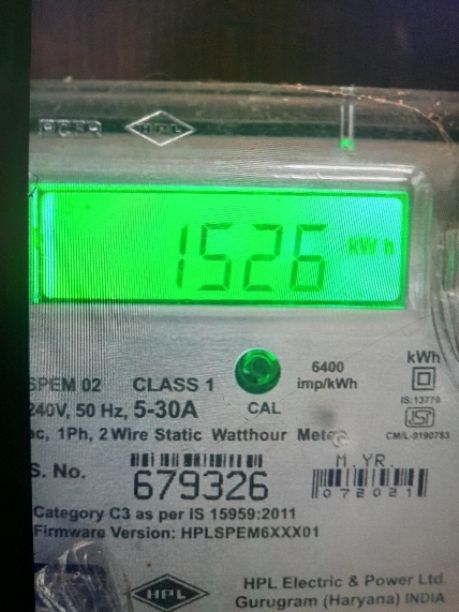 HPL
1526 kWh
SPEM 02 CLASS 1 6400 imp/kWh kWh
240V, 50 Hz, 5-30A CAL IS:13779
ac, 1Ph, 2 Wire Static Watthour Meter CM/L-9190783
S. No. M. YR.
679326 072021
Category C3 as per IS 15959:2011
Firmware Version: HPLSPEM6XXX01
HPL HPL Electric & Power Ltd.
Gurugram (Haryana) INDIA